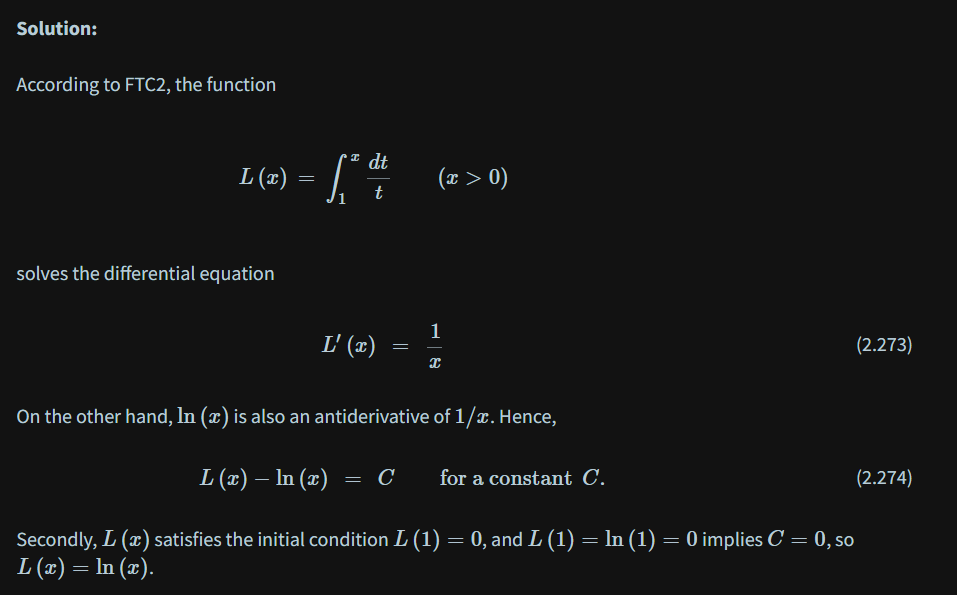 Solution:
According to FTC2, the function
L (x) = ∫₁ˣ dt/t (x > 0)
solves the differential equation
L′ (x) = 1/x (2.273)
On the other hand, ln (x) is also an antiderivative of 1/x. Hence,
L (x) − ln (x) = C for a constant C. (2.274)
Secondly, L (x) satisfies the initial condition L (1) = 0, and L (1) = ln (1) = 0 implies C = 0, so
L (x) = ln (x).